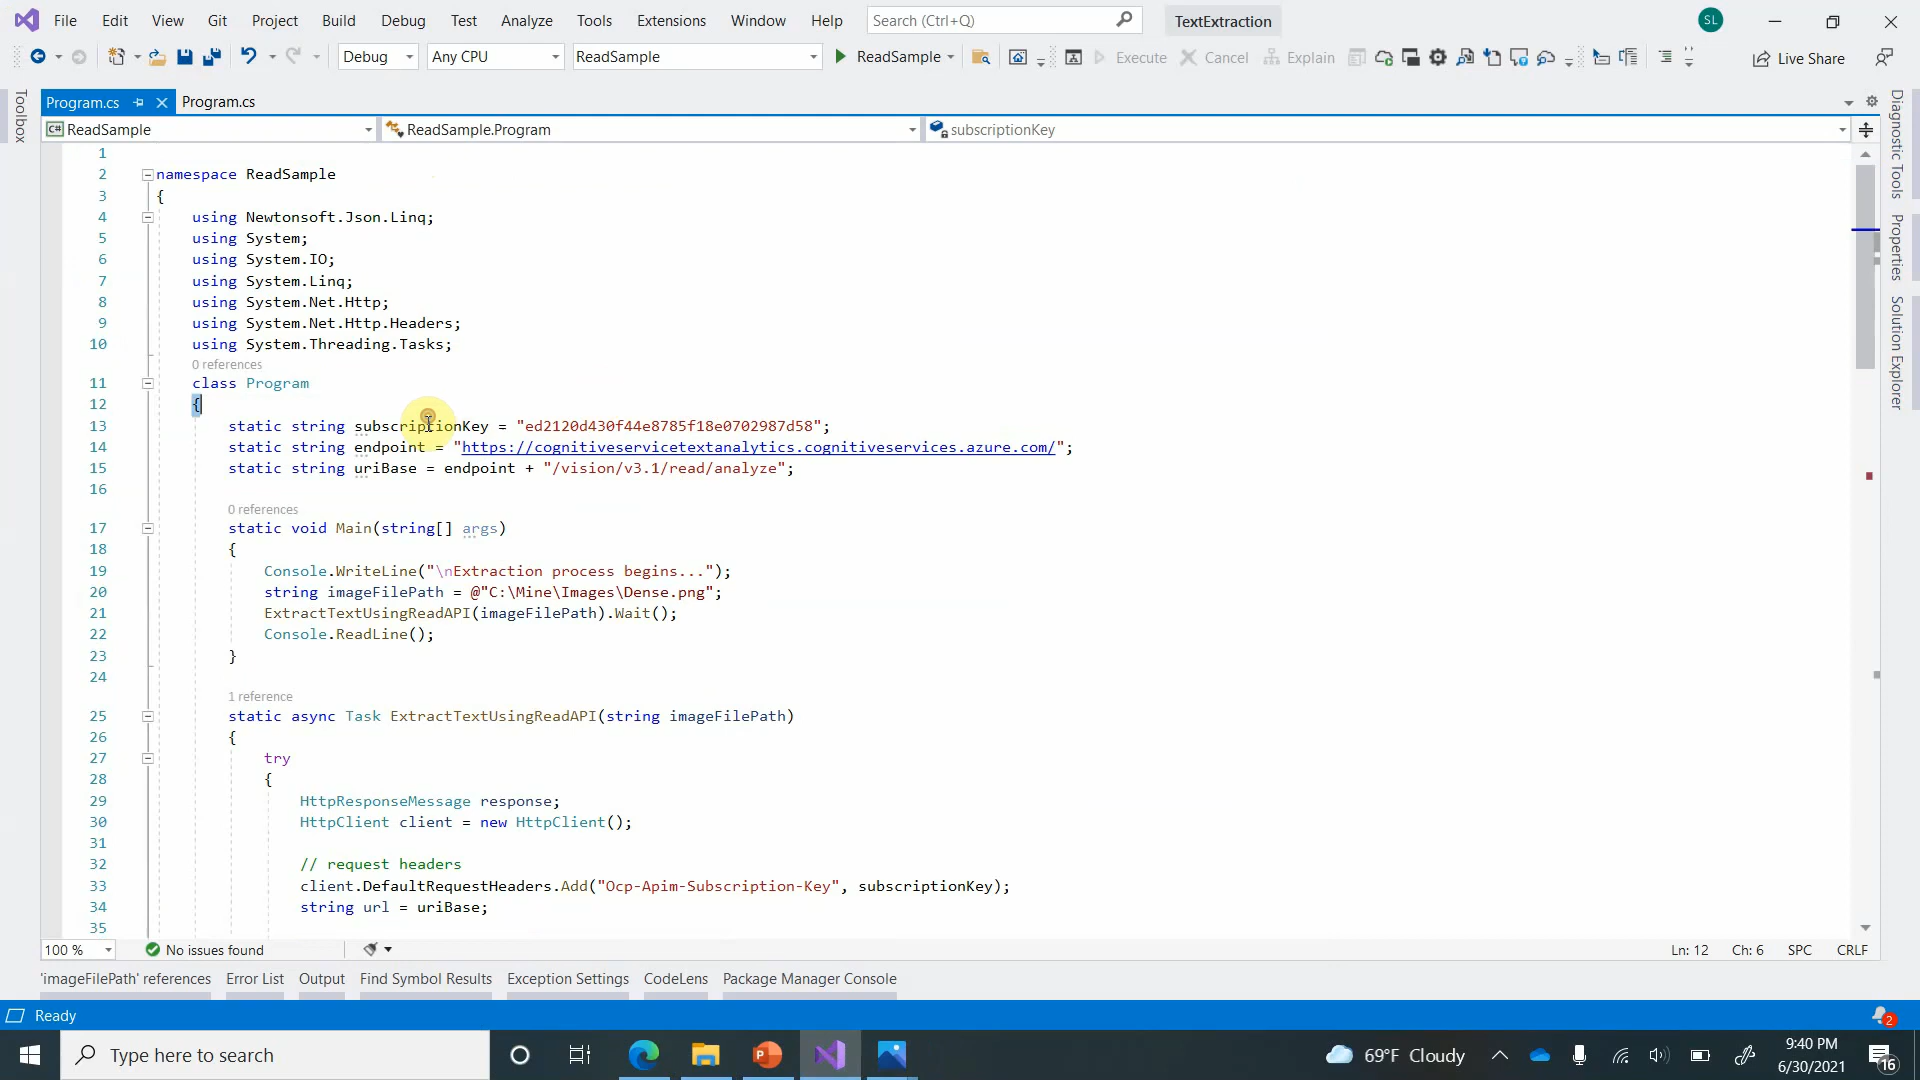 File Edit View Git Project Build Debug Test Analyze Tools Extensions Window Help Search (Ctrl+Q) TextExtraction SL
Debug Any CPU ReadSample ReadSample Execute Cancel Explain Live Share
Program.cs Program.cs
C# ReadSample ReadSample.Program subscriptionKey
Toolbox
Diagnostic Tools
Properties
Solution Explorer
1
2 namespace ReadSample
3 {
4 using Newtonsoft.Json.Linq;
5 using System;
6 using System.IO;
7 using System.Linq;
8 using System.Net.Http;
9 using System.Net.Http.Headers;
10 using System.Threading.Tasks;
0 references
11 class Program
12 {
13 static string subscriptionKey = "ed2120d430f44e8785f18e0702987d58";
14 static string endpoint = "https://cognitiveservicetextanalytics.cognitiveservices.azure.com/";
15 static string uriBase = endpoint + "/vision/v3.1/read/analyze";
16
0 references
17 static void Main(string[] args)
18 {
19 Console.WriteLine("\nExtraction process begins...");
20 string imageFilePath = @"C:\Mine\Images\Dense.png";
21 ExtractTextUsingReadAPI(imageFilePath).Wait();
22 Console.ReadLine();
23 }
24
1 reference
25 static async Task ExtractTextUsingReadAPI(string imageFilePath)
26 {
27 try
28 {
29 HttpResponseMessage response;
30 HttpClient client = new HttpClient();
31
32 // request headers
33 client.DefaultRequestHeaders.Add("Ocp-Apim-Subscription-Key", subscriptionKey);
34 string url = uriBase;
35
100 % No issues found Ln: 12 Ch: 6 SPC CRLF
'imageFilePath' references Error List Output Find Symbol Results Exception Settings CodeLens Package Manager Console
Ready 2
Type here to search 69°F Cloudy 9:40 PM
6/30/2021 16